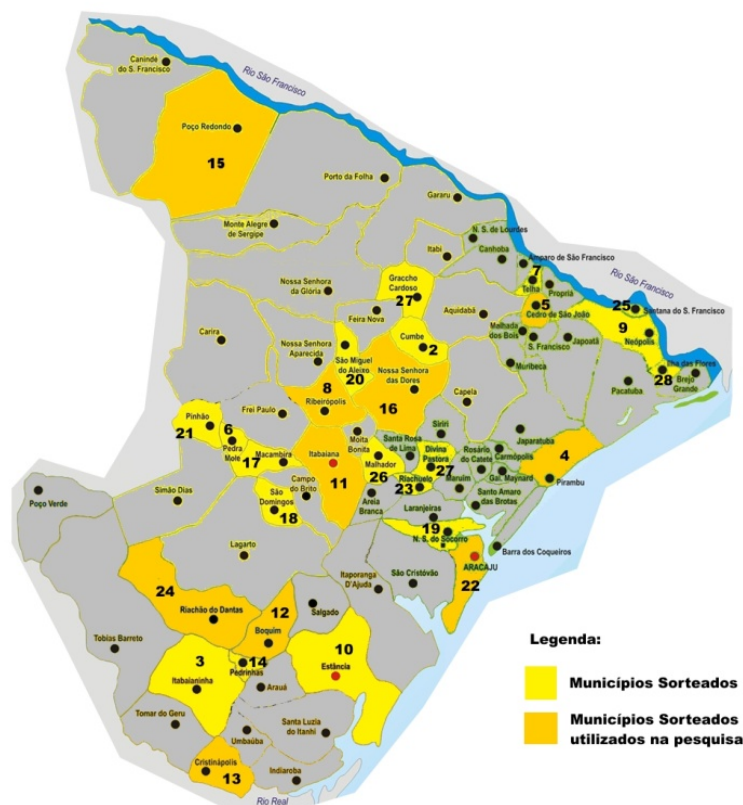 Canindé
do S. Francisco
Rio São Francisco
Poço Redondo
15
Porto da Folha
Gararu
Monte Alegre
de Sergipe
N. S. de Lourdes
Itabi
Canhoba
Amparo de São Francisco
Rio São Francisco
7
Telha
Propriá
Nossa Senhora
da Glória
Graccho
Cardoso
27
5
Cedro de São João
25
Santana do S. Francisco
Feira Nova
Aquidabã
9
Neópolis
Carira
Nossa Senhora
Aparecida
Cumbe
2
Malhada
dos Bois
S. Francisco
Japoatã
São Miguel
do Aleixo
20
Nossa Senhora
das Dores
Muribeca
Ilha das Flores
28
Brejo
Grande
Pacatuba
8
Ribeirópolis
16
Capela
Frei Paulo
Pinhão
21
6
Pedra
Mole
Moita
Bonita
Siriri
Japaratuba
Santa Rosa
de Lima
Divina
Pastora
27
Rosário
do Catete
Carmópolis
4
Macambira
17
Itabaiana
11
Malhador
26
Riachuelo
23
Maruim
Gal. Maynard
Pirambu
Poço Verde
Simão Dias
São
Domingos
18
Campo
do Brito
Areia
Branca
Santo Amaro
das Brotas
Laranjeiras
19
N. S. do Socorro
Barra dos Coqueiros
Lagarto
ARACAJU
22
São Cristóvão
Itaporanga
D'Ajuda
24
Riachão do Dantas
12
Boquim
Salgado
Tobias Barreto
3
Itabaianinha
14
Pedrinhas
10
Estância
Arauá
Tomar do Geru
Umbaúba
Santa Luzia
do Itanhi
Cristinápolis
13
Indiaroba
Rio Real
Legenda:
Municípios Sorteados
Municípios Sorteados
utilizados na pesquisa